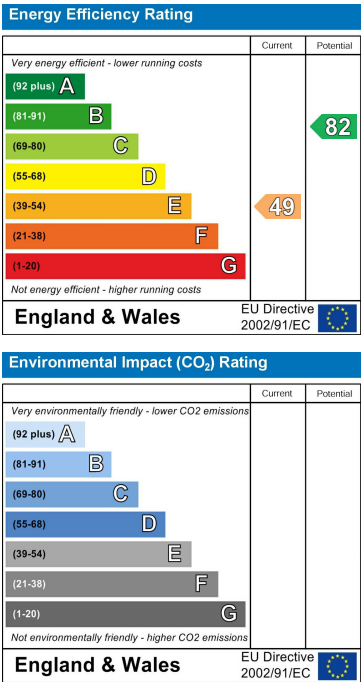 Energy Efficiency Rating
Current Potential
Very energy efficient - lower running costs
(92 plus) A
(81-91) B
82
(69-80) C
(55-68) D
(39-54) E
49
(21-38) F
(1-20) G
Not energy efficient - higher running costs
England & Wales
EU Directive
2002/91/EC
Environmental Impact (CO₂) Rating
Current Potential
Very environmentally friendly - lower CO2 emissions
(92 plus) A
(81-91) B
(69-80) C
(55-68) D
(39-54) E
(21-38) F
(1-20) G
Not environmentally friendly - higher CO2 emissions
England & Wales
EU Directive
2002/91/EC